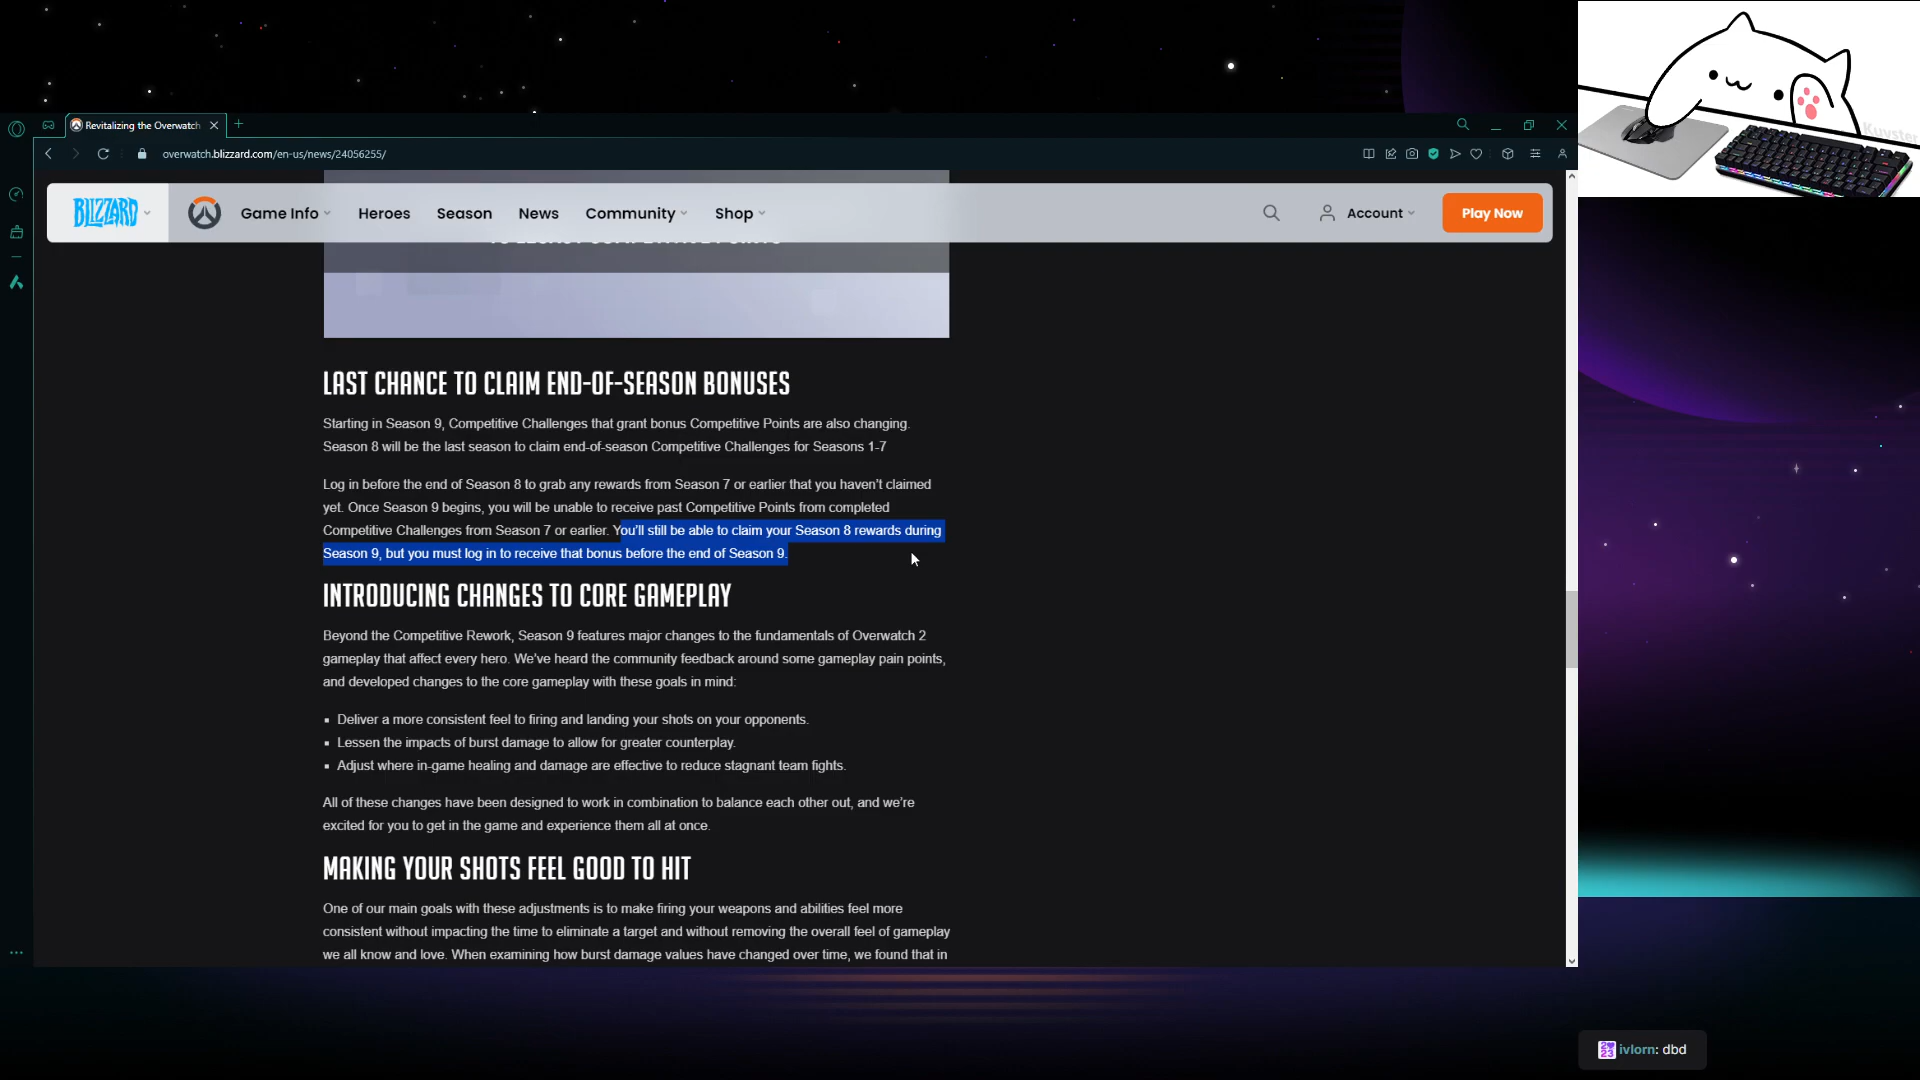 Kuvster
Revitalizing the Overwatch
overwatch.blizzard.com/en-us/news/24056255/
BLIZZARD
Game Info
Heroes
Season
News
Community
Shop
Account
Play Now
TO LEGACY COMPETITIVE POINTS
LAST CHANCE TO CLAIM END-OF-SEASON BONUSES
Starting in Season 9, Competitive Challenges that grant bonus Competitive Points are also changing.
Season 8 will be the last season to claim end-of-season Competitive Challenges for Seasons 1-7
Log in before the end of Season 8 to grab any rewards from Season 7 or earlier that you haven’t claimed
yet. Once Season 9 begins, you will be unable to receive past Competitive Points from completed
Competitive Challenges from Season 7 or earlier. You’ll still be able to claim your Season 8 rewards during
Season 9, but you must log in to receive that bonus before the end of Season 9.
INTRODUCING CHANGES TO CORE GAMEPLAY
Beyond the Competitive Rework, Season 9 features major changes to the fundamentals of Overwatch 2
gameplay that affect every hero. We’ve heard the community feedback around some gameplay pain points,
and developed changes to the core gameplay with these goals in mind:
▪ Deliver a more consistent feel to firing and landing your shots on your opponents.
▪ Lessen the impacts of burst damage to allow for greater counterplay.
▪ Adjust where in-game healing and damage are effective to reduce stagnant team fights.
All of these changes have been designed to work in combination to balance each other out, and we’re
excited for you to get in the game and experience them all at once.
MAKING YOUR SHOTS FEEL GOOD TO HIT
One of our main goals with these adjustments is to make firing your weapons and abilities feel more
consistent without impacting the time to eliminate a target and without removing the overall feel of gameplay
we all know and love. When examining how burst damage values have changed over time, we found that in
ivlorn: dbd